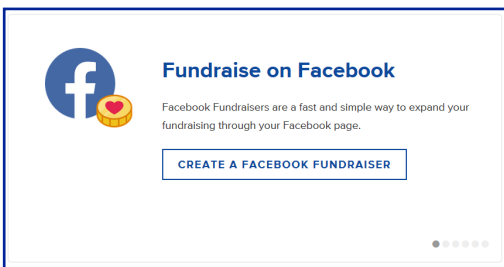 Fundraise on Facebook
Facebook Fundraisers are a fast and simple way to expand your
fundraising through your Facebook page.
CREATE A FACEBOOK FUNDRAISER